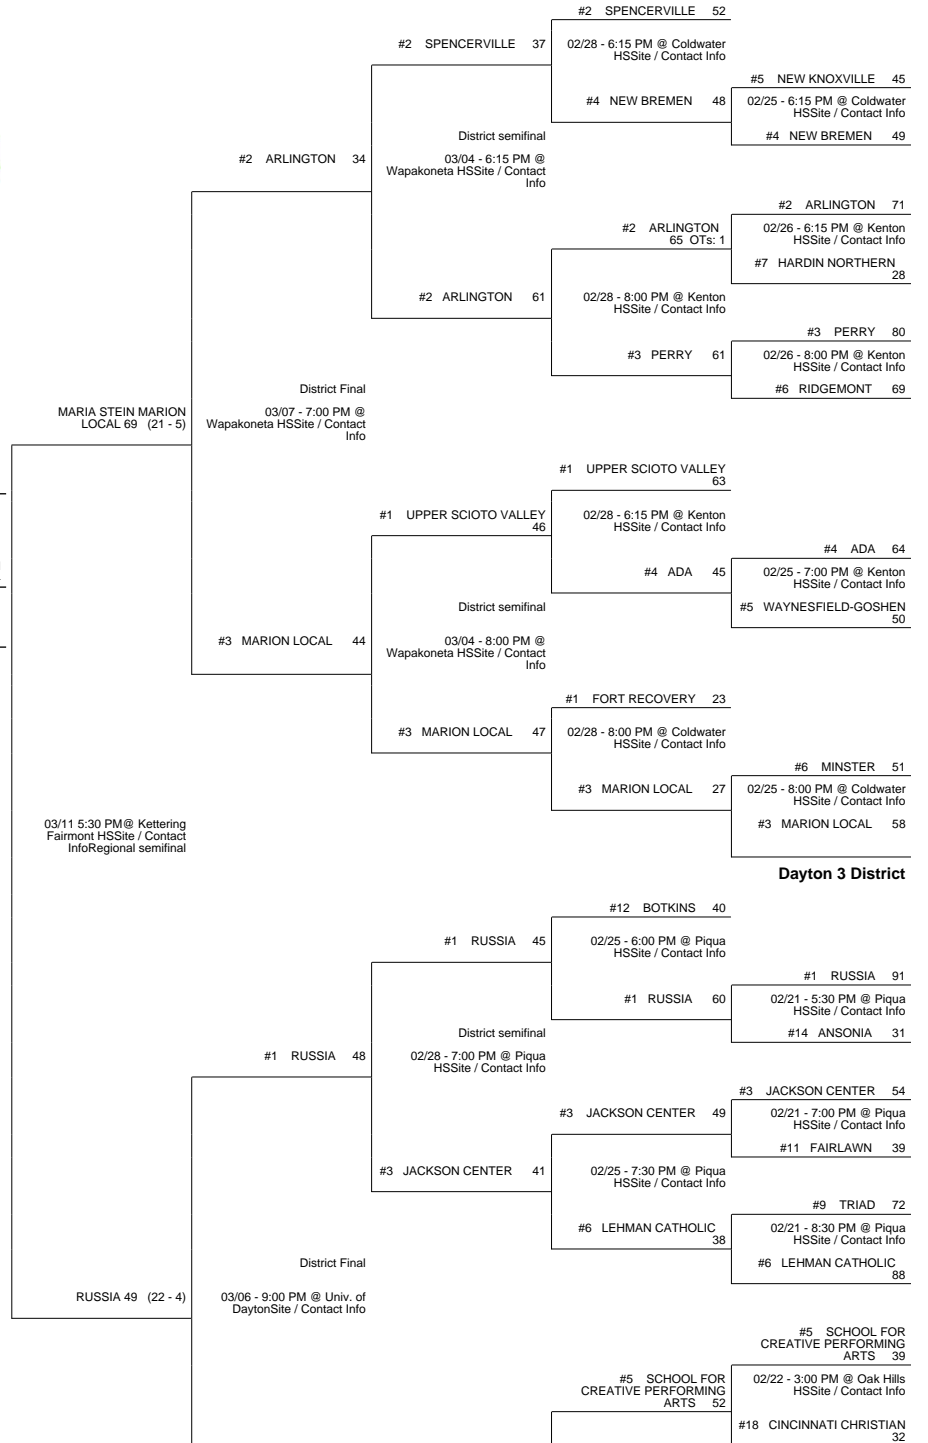 #2 SPENCERVILLE 52
#2 SPENCERVILLE 37
02/28 - 6:15 PM @ Coldwater
HSSite / Contact Info
#5 NEW KNOXVILLE 45
#4 NEW BREMEN 48
02/25 - 6:15 PM @ Coldwater
HSSite / Contact Info
#4 NEW BREMEN 49
District semifinal
#2 ARLINGTON 34
03/04 - 6:15 PM @
Wapakoneta HSSite / Contact
Info
#2 ARLINGTON 71
#2 ARLINGTON
65 OTs: 1
02/26 - 6:15 PM @ Kenton
HSSite / Contact Info
#7 HARDIN NORTHERN
28
#2 ARLINGTON 61
02/28 - 8:00 PM @ Kenton
HSSite / Contact Info
#3 PERRY 80
#3 PERRY 61
02/26 - 8:00 PM @ Kenton
HSSite / Contact Info
#6 RIDGEMONT 69
District Final
MARIA STEIN MARION
LOCAL 69 (21 - 5)
03/07 - 7:00 PM @
Wapakoneta HSSite / Contact
Info
#1 UPPER SCIOTO VALLEY
63
#1 UPPER SCIOTO VALLEY
46
02/28 - 6:15 PM @ Kenton
HSSite / Contact Info
#4 ADA 64
#4 ADA 45
02/25 - 7:00 PM @ Kenton
HSSite / Contact Info
#5 WAYNESFIELD-GOSHEN
50
District semifinal
#3 MARION LOCAL 44
03/04 - 8:00 PM @
Wapakoneta HSSite / Contact
Info
#1 FORT RECOVERY 23
#3 MARION LOCAL 47
02/28 - 8:00 PM @ Coldwater
HSSite / Contact Info
#6 MINSTER 51
#3 MARION LOCAL 27
02/25 - 8:00 PM @ Coldwater
HSSite / Contact Info
#3 MARION LOCAL 58
03/11 5:30 PM@ Kettering
Fairmont HSSite / Contact
InfoRegional semifinal
Dayton 3 District
#12 BOTKINS 40
#1 RUSSIA 45
02/25 - 6:00 PM @ Piqua
HSSite / Contact Info
#1 RUSSIA 91
#1 RUSSIA 60
02/21 - 5:30 PM @ Piqua
HSSite / Contact Info
#14 ANSONIA 31
District semifinal
#1 RUSSIA 48
02/28 - 7:00 PM @ Piqua
HSSite / Contact Info
#3 JACKSON CENTER 54
#3 JACKSON CENTER 49
02/21 - 7:00 PM @ Piqua
HSSite / Contact Info
#11 FAIRLAWN 39
#3 JACKSON CENTER 41
02/25 - 7:30 PM @ Piqua
HSSite / Contact Info
#9 TRIAD 72
#6 LEHMAN CATHOLIC
38
02/21 - 8:30 PM @ Piqua
HSSite / Contact Info
#6 LEHMAN CATHOLIC
88
District Final
RUSSIA 49 (22 - 4)
03/06 - 9:00 PM @ Univ. of
DaytonSite / Contact Info
#5 SCHOOL FOR
CREATIVE PERFORMING
ARTS 39
#5 SCHOOL FOR
CREATIVE PERFORMING
ARTS 52
02/22 - 3:00 PM @ Oak Hills
HSSite / Contact Info
#18 CINCINNATI CHRISTIAN
32